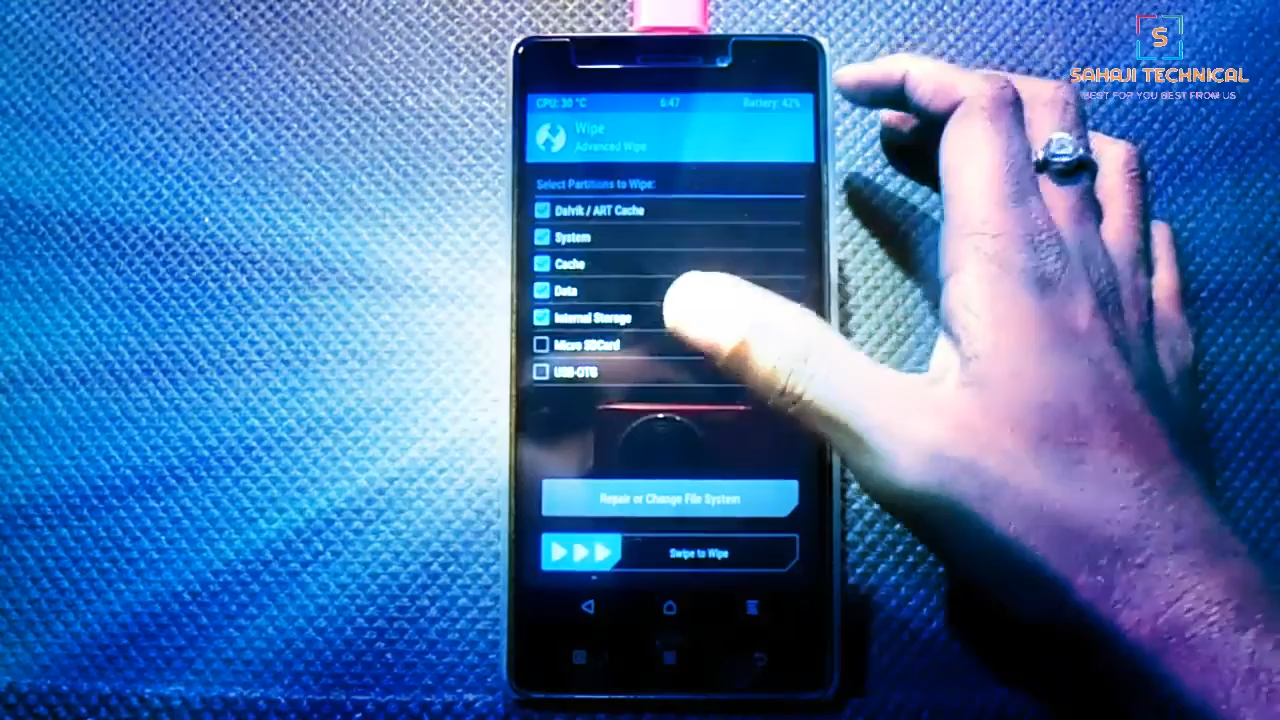 S
SAHAJI TECHNICAL
BEST FOR YOU BEST FROM US
CPU: 30 °C 6:47 Battery: 42%
Wipe
Advanced Wipe
Select Partitions to Wipe:
Dalvik / ART Cache
System
Cache
Data
Internal Storage
Micro SDCard
USB-OTG
Repair or Change File System
Swipe to Wipe